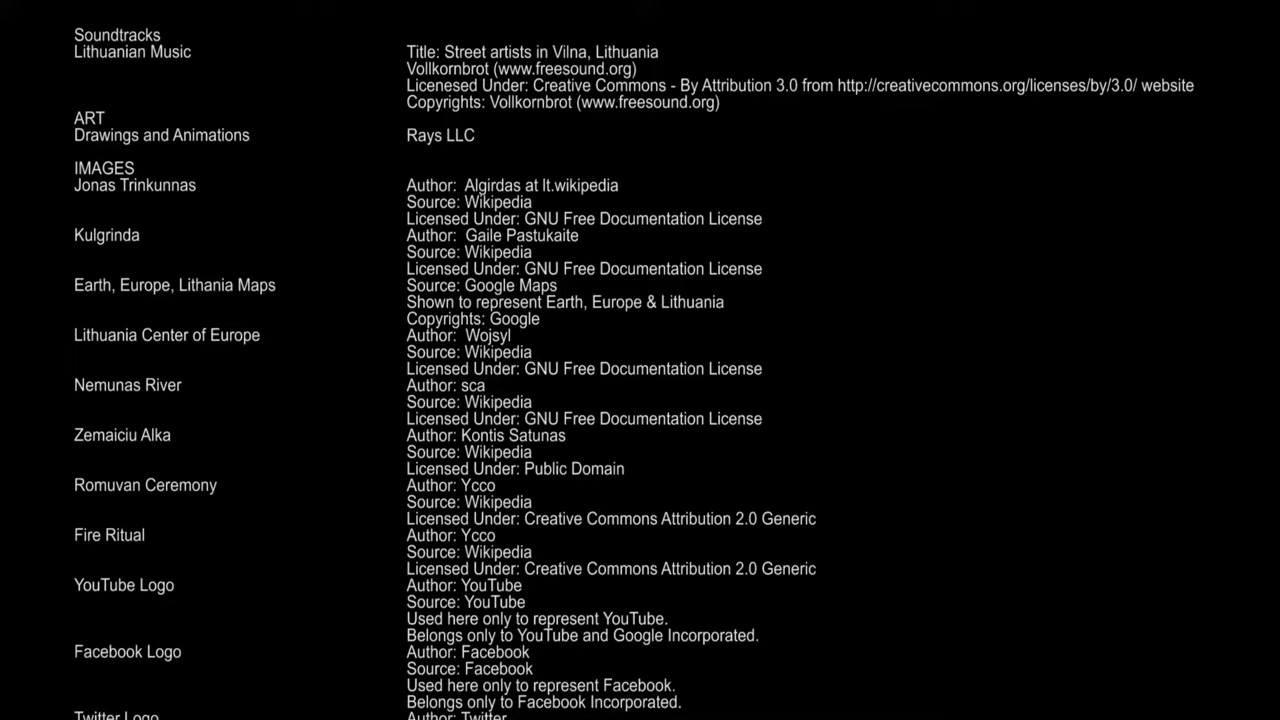 Soundtracks
Lithuanian Music Title: Street artists in Vilna, Lithuania
Vollkornbrot (www.freesound.org)
Licenesed Under: Creative Commons - By Attribution 3.0 from http://creativecommons.org/licenses/by/3.0/ website
Copyrights: Vollkornbrot (www.freesound.org)
ART
Drawings and Animations Rays LLC
IMAGES
Jonas Trinkunnas Author: Algirdas at lt.wikipedia
Source: Wikipedia
Licensed Under: GNU Free Documentation License
Kulgrinda Author: Gaile Pastukaite
Source: Wikipedia
Licensed Under: GNU Free Documentation License
Earth, Europe, Lithania Maps Source: Google Maps
Shown to represent Earth, Europe & Lithuania
Copyrights: Google
Lithuania Center of Europe Author: Wojsyl
Source: Wikipedia
Licensed Under: GNU Free Documentation License
Nemunas River Author: sca
Source: Wikipedia
Licensed Under: GNU Free Documentation License
Zemaiciu Alka Author: Kontis Satunas
Source: Wikipedia
Licensed Under: Public Domain
Romuvan Ceremony Author: Ycco
Source: Wikipedia
Licensed Under: Creative Commons Attribution 2.0 Generic
Fire Ritual Author: Ycco
Source: Wikipedia
Licensed Under: Creative Commons Attribution 2.0 Generic
YouTube Logo Author: YouTube
Source: YouTube
Used here only to represent YouTube.
Belongs only to YouTube and Google Incorporated.
Facebook Logo Author: Facebook
Source: Facebook
Used here only to represent Facebook.
Belongs only to Facebook Incorporated.
Twitter Logo Author: Twitter